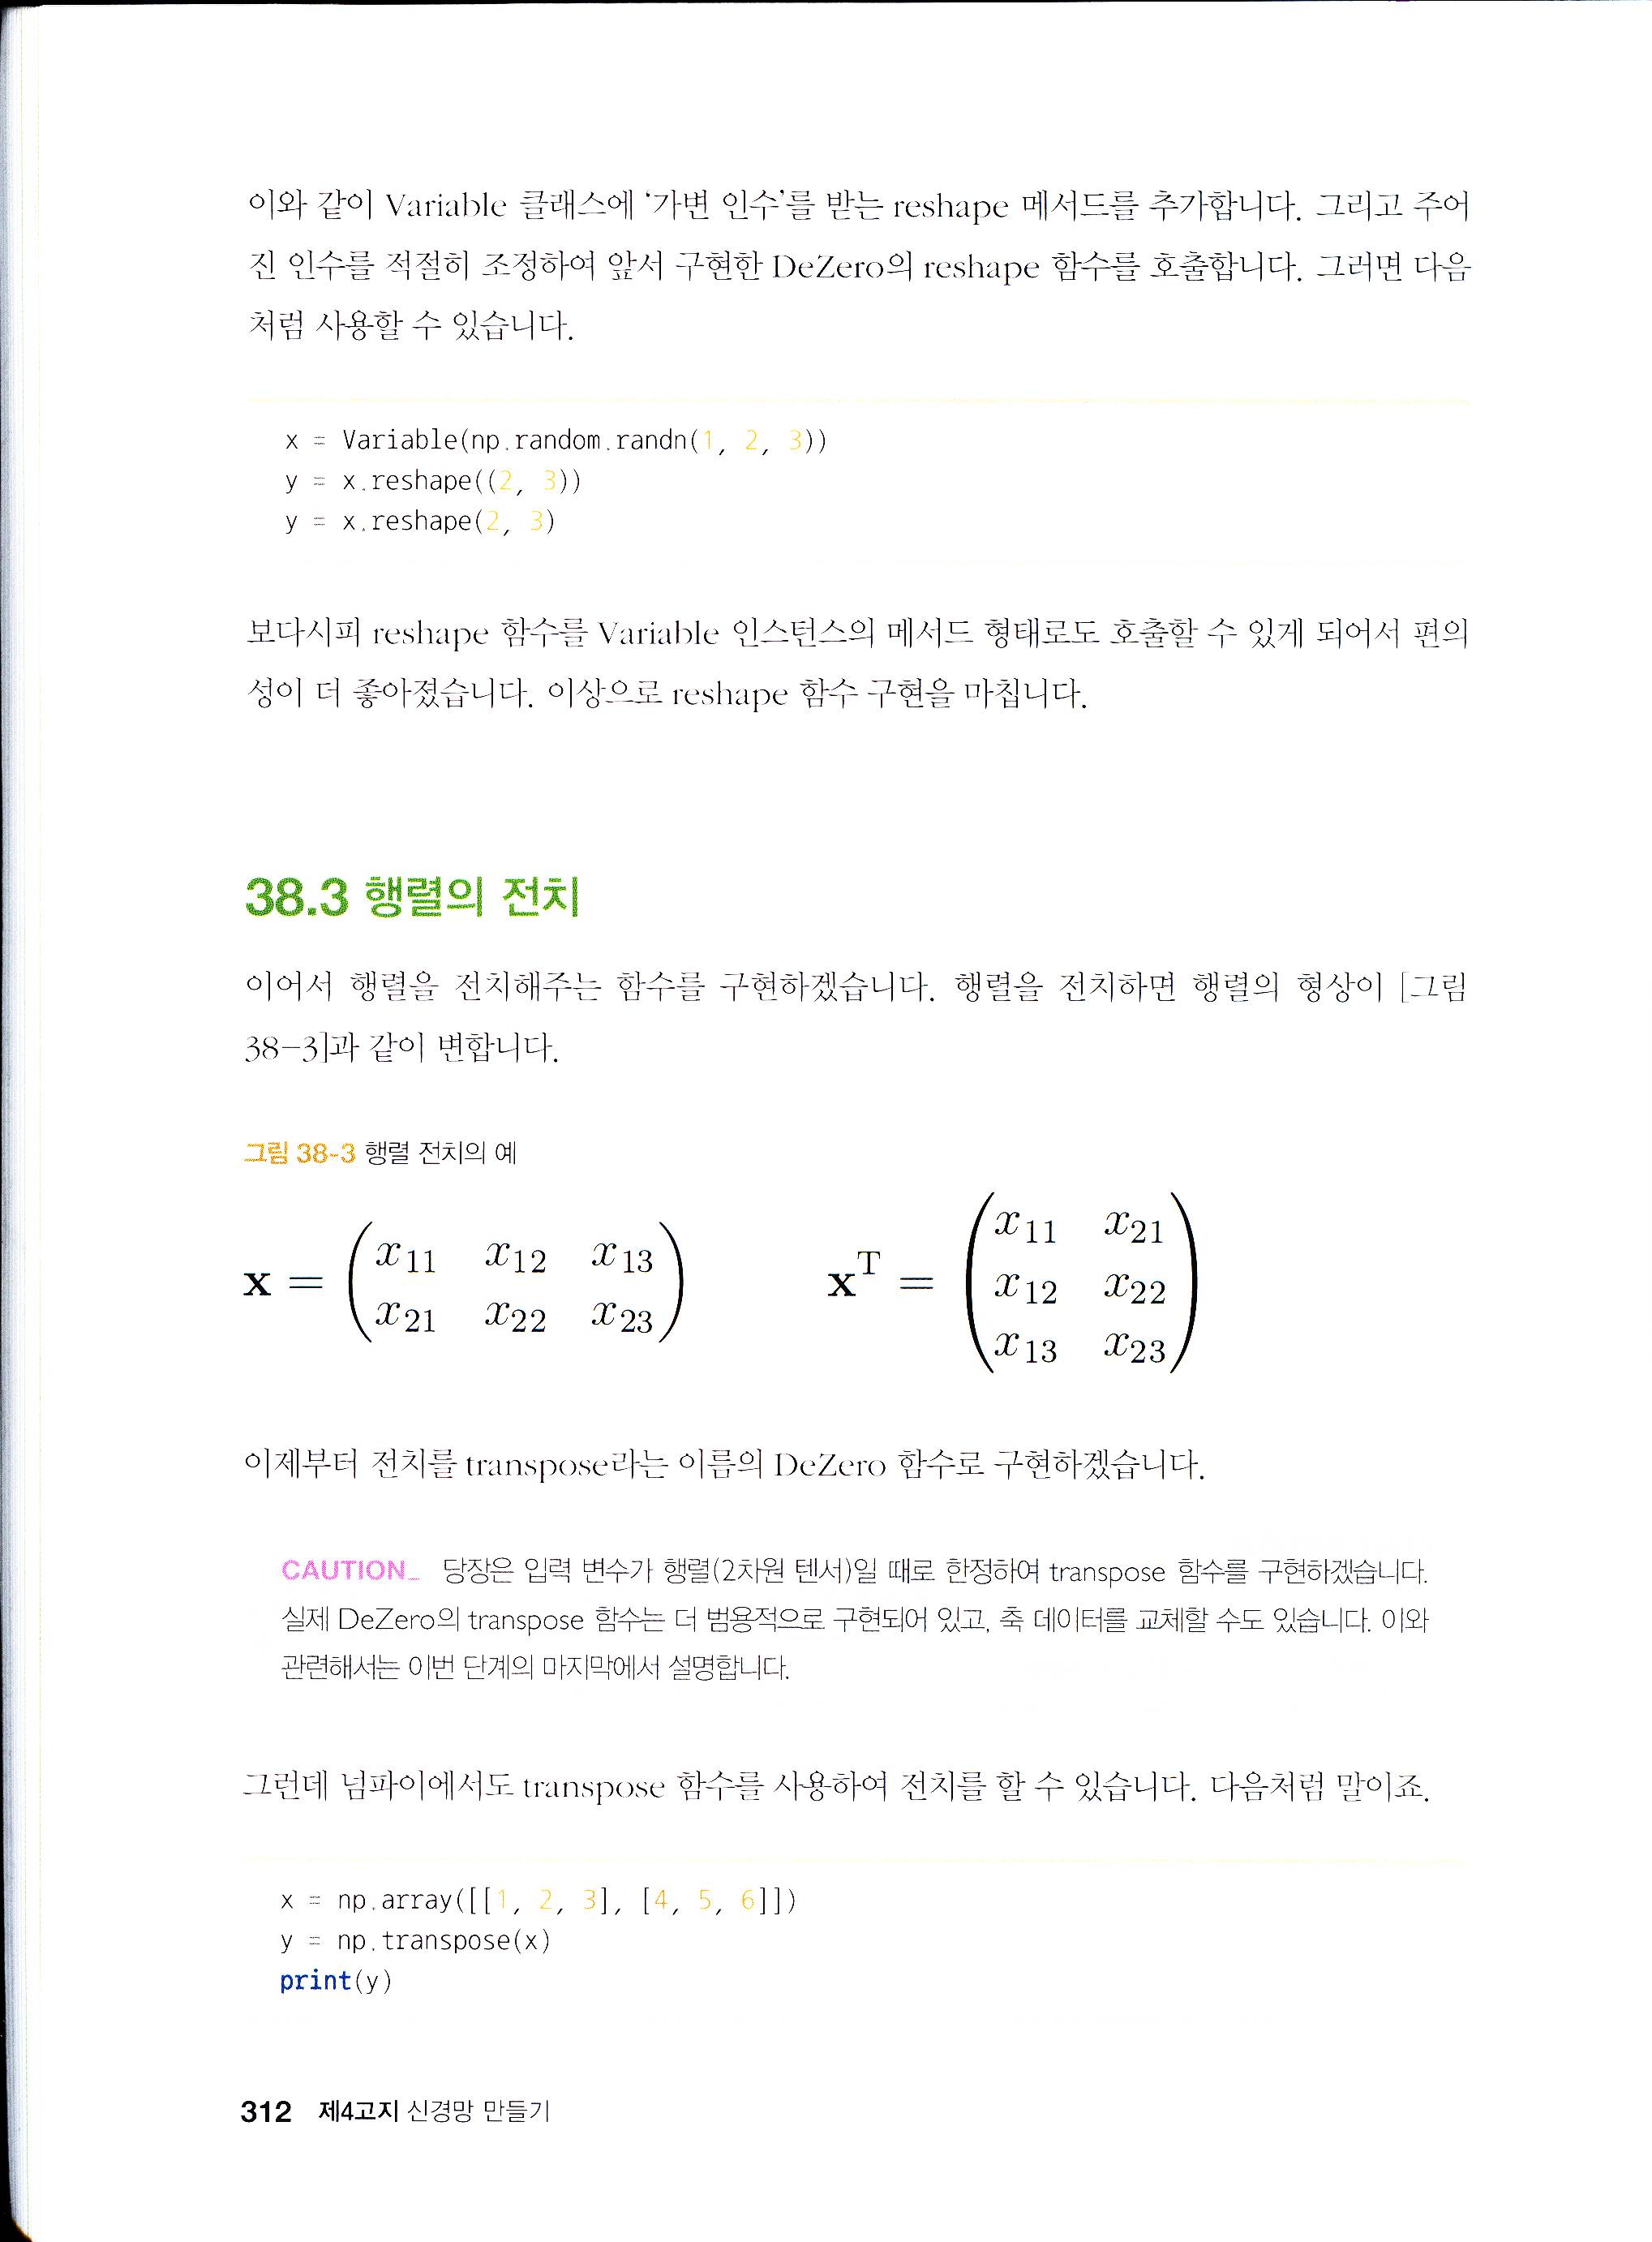 이와 같이 Variable 클래스에 ‘가변 인수’를 받는 reshape 메서드를 추가합니다. 그리고 주어
진 인수를 적절히 조정하여 앞서 구현한 DeZero의 reshape 함수를 호출합니다. 그러면 다음
처럼 사용할 수 있습니다.
x = Variable(np.random.randn(1, 2, 3))
y = x.reshape((2, 3))
y = x.reshape(2, 3)
보다시피 reshape 함수를 Variable 인스턴스의 메서드 형태로도 호출할 수 있게 되어서 편의
성이 더 좋아졌습니다. 이상으로 reshape 함수 구현을 마칩니다.
38.3 행렬의 전치
이어서 행렬을 전치해주는 함수를 구현하겠습니다. 행렬을 전치하면 행렬의 형상이 [그림
38-3]과 같이 변합니다.
그림 38-3 행렬 전치의 예
x = (x11 x12 x13
x21 x22 x23)
x^T = (x11 x21
x12 x22
x13 x23)
이제부터 전치를 transpose라는 이름의 DeZero 함수로 구현하겠습니다.
CAUTION_ 당장은 입력 변수가 행렬(2차원 텐서)일 때로 한정하여 transpose 함수를 구현하겠습니다.
실제 DeZero의 transpose 함수는 더 범용적으로 구현되어 있고, 축 데이터를 교체할 수도 있습니다. 이와
관련해서는 이번 단계의 마지막에서 설명합니다.
그런데 넘파이에서도 transpose 함수를 사용하여 전치를 할 수 있습니다. 다음처럼 말이죠.
x = np.array([[1, 2, 3], [4, 5, 6]])
y = np.transpose(x)
print(y)
312 제4고지 신경망 만들기